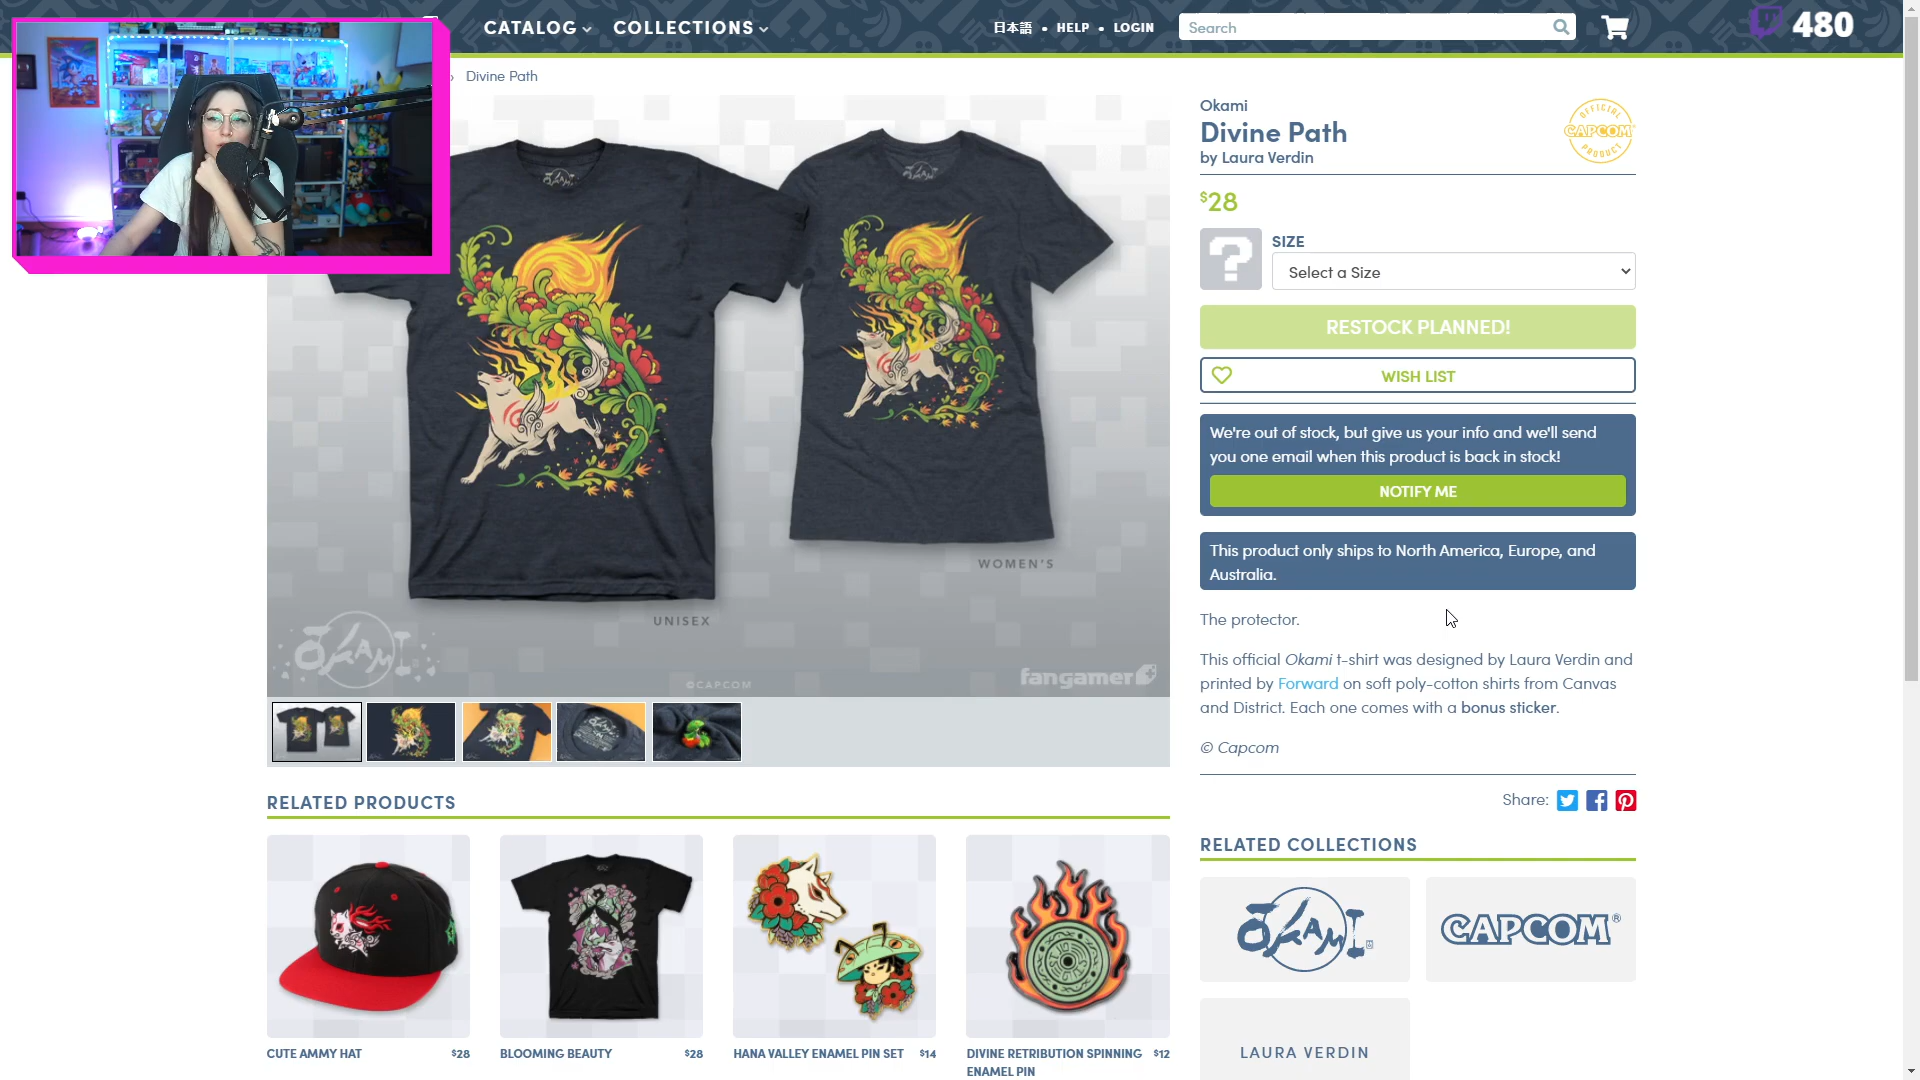 CATALOG
COLLECTIONS
日本語 • HELP • LOGIN
Search
480
› Divine Path
Okami
Divine Path
by Laura Verdin
OFFICIAL
CAPCOM
PRODUCT
$28
SIZE
Select a Size
RESTOCK PLANNED!
WISH LIST
We're out of stock, but give us your info and we'll send
you one email when this product is back in stock!
NOTIFY ME
This product only ships to North America, Europe, and
Australia.
The protector.
This official Okami t-shirt was designed by Laura Verdin and
printed by Forward on soft poly-cotton shirts from Canvas
and District. Each one comes with a bonus sticker.
© Capcom
Share:
WOMEN'S
UNISEX
ŌKAMI
©CAPCOM
fangamer
RELATED PRODUCTS
CUTE AMMY HAT $28
BLOOMING BEAUTY $28
HANA VALLEY ENAMEL PIN SET $14
DIVINE RETRIBUTION SPINNING $12
ENAMEL PIN
RELATED COLLECTIONS
ŌKAMI
CAPCOM®
LAURA VERDIN